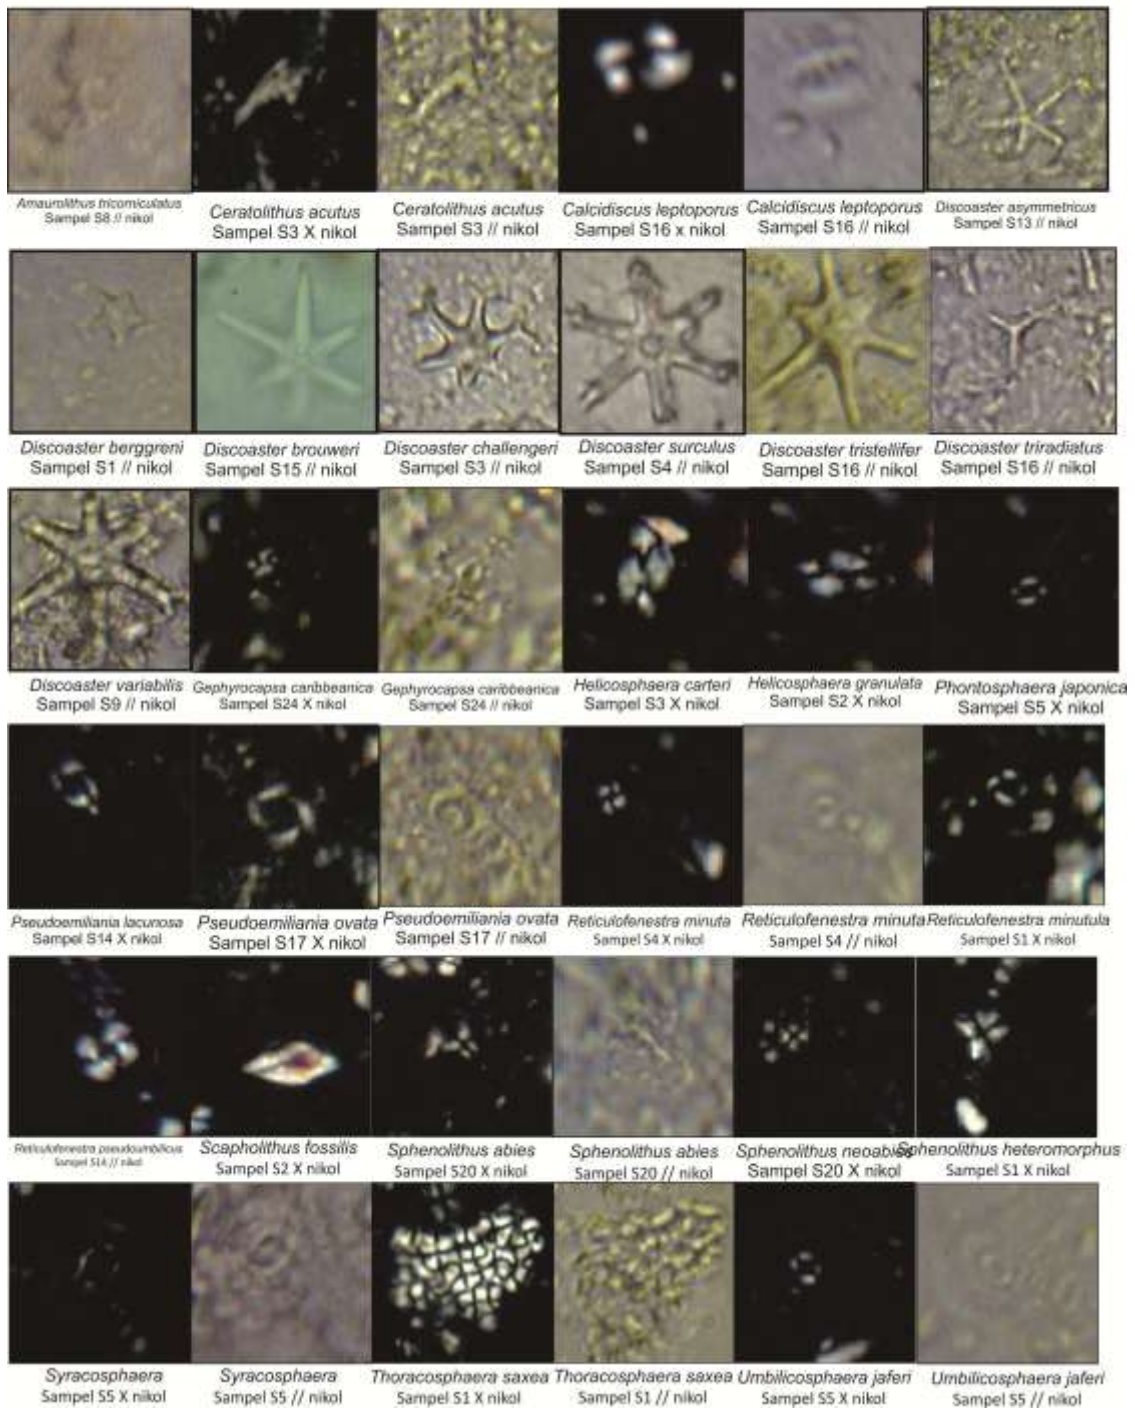 Amaurolithus tricorniculatus
Sampel S8 // nikol
Ceratolithus acutus
Sampel S3 X nikol
Ceratolithus acutus
Sampel S3 // nikol
Calcidiscus leptoporus
Sampel S16 x nikol
Calcidiscus leptoporus
Sampel S16 // nikol
Discoaster asymmetricus
Sampel S13 // nikol
Discoaster berggreni
Sampel S1 // nikol
Discoaster brouweri
Sampel S15 // nikol
Discoaster challengeri
Sampel S3 // nikol
Discoaster surculus
Sampel S4 // nikol
Discoaster tristellifer
Sampel S16 // nikol
Discoaster triradiatus
Sampel S16 // nikol
Discoaster variabilis
Sampel S9 // nikol
Gephyrocapsa caribbeanica
Sampel S24 X nikol
Gephyrocapsa caribbeanica
Sampel S24 // nikol
Helicosphaera carteri
Sampel S3 X nikol
Helicosphaera granulata
Sampel S2 X nikol
Phontosphaera japonica
Sampel S5 X nikol
Pseudoemiliania lacunosa
Sampel S14 X nikol
Pseudoemiliania ovata
Sampel S17 X nikol
Pseudoemiliania ovata
Sampel S17 // nikol
Reticulofenestra minuta
Sampel S4 X nikol
Reticulofenestra minuta
Sampel S4 // nikol
Reticulofenestra minutula
Sampel S1 X nikol
Reticulofenestra pseudoumbilicus
Sampel S14 // nikol
Scapholithus fossilis
Sampel S2 X nikol
Sphenolithus abies
Sampel S20 X nikol
Sphenolithus abies
Sampel S20 // nikol
Sphenolithus neoabies
Sampel S20 X nikol
Sphenolithus heteromorphus
Sampel S1 X nikol
Syracosphaera
Sampel S5 X nikol
Syracosphaera
Sampel S5 // nikol
Thoracosphaera saxea
Sampel S1 X nikol
Thoracosphaera saxea
Sampel S1 // nikol
Umbilicosphaera jaferi
Sampel S5 X nikol
Umbilicosphaera jaferi
Sampel S5 // nikol